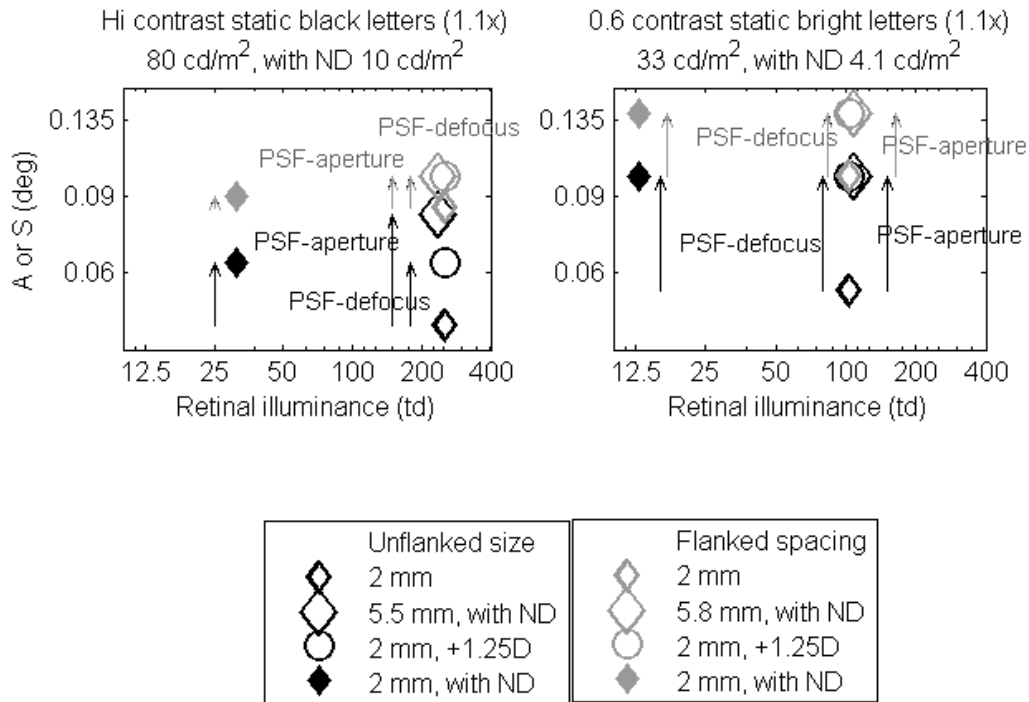 Hi contrast static black letters (1.1x)
80 cd/m2, with ND 10 cd/m2
0.6 contrast static bright letters (1.1x)
33 cd/m2, with ND 4.1 cd/m2
A or S (deg)
0.135
0.09
0.06
PSF-defocus
PSF-aperture
PSF-aperture
PSF-defocus
12.5 25 50 100 200 400
Retinal illuminance (td)
0.135
0.09
0.06
PSF-defocus
PSF-aperture
PSF-defocus
PSF-aperture
12.5 25 50 100 200 400
Retinal illuminance (td)
Unflanked size
2 mm
5.5 mm, with ND
2 mm, +1.25D
2 mm, with ND
Flanked spacing
2 mm
5.8 mm, with ND
2 mm, +1.25D
2 mm, with ND